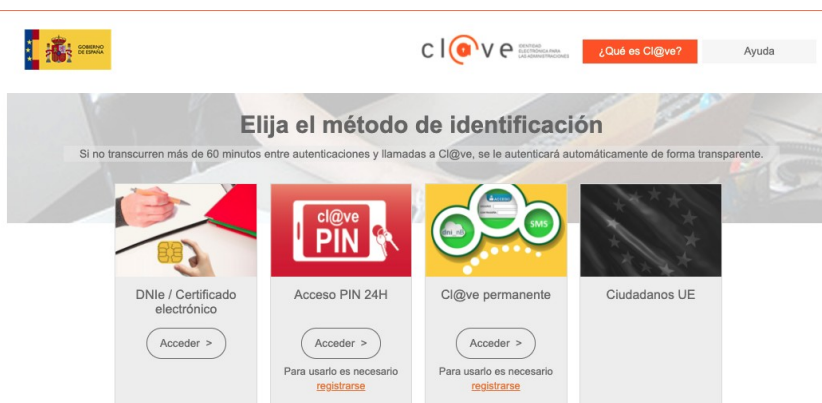 GOBIERNO
DE ESPAÑA
cl@ve
IDENTIDAD
ELECTRÓNICA PARA
LAS ADMINISTRACIONES
¿Qué es Cl@ve?
Ayuda
Elija el método de identificación
Si no transcurren más de 60 minutos entre autenticaciones y llamadas a Cl@ve, se le autenticará automáticamente de forma transparente.
cl@ve
PIN
SMS
DNIe / Certificado
electrónico
Acceder >
Acceso PIN 24H
Acceder >
Para usarlo es necesario
registrarse
Cl@ve permanente
Acceder >
Para usarlo es necesario
registrarse
Ciudadanos UE